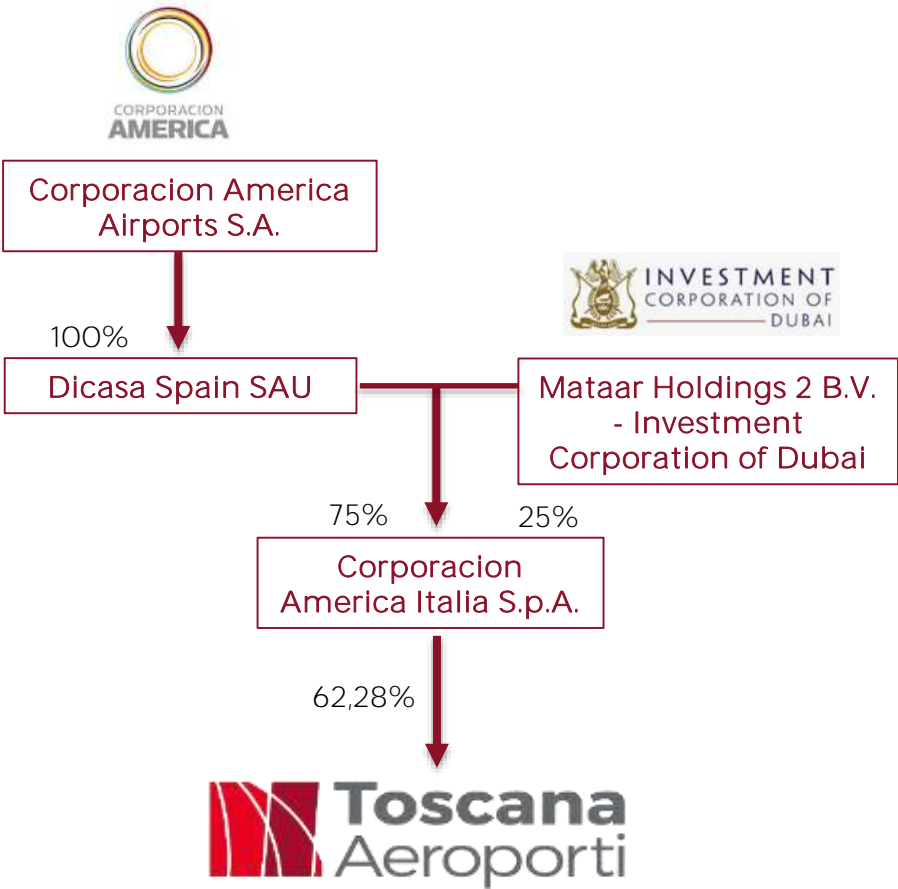 CORPORACION
AMERICA
Corporacion America
Airports S.A.
INVESTMENT
CORPORATION OF
DUBAI
100%
Dicasa Spain SAU
Mataar Holdings 2 B.V.
- Investment
Corporation of Dubai
75%
25%
Corporacion
America Italia S.p.A.
62,28%
Toscana
Aeroporti